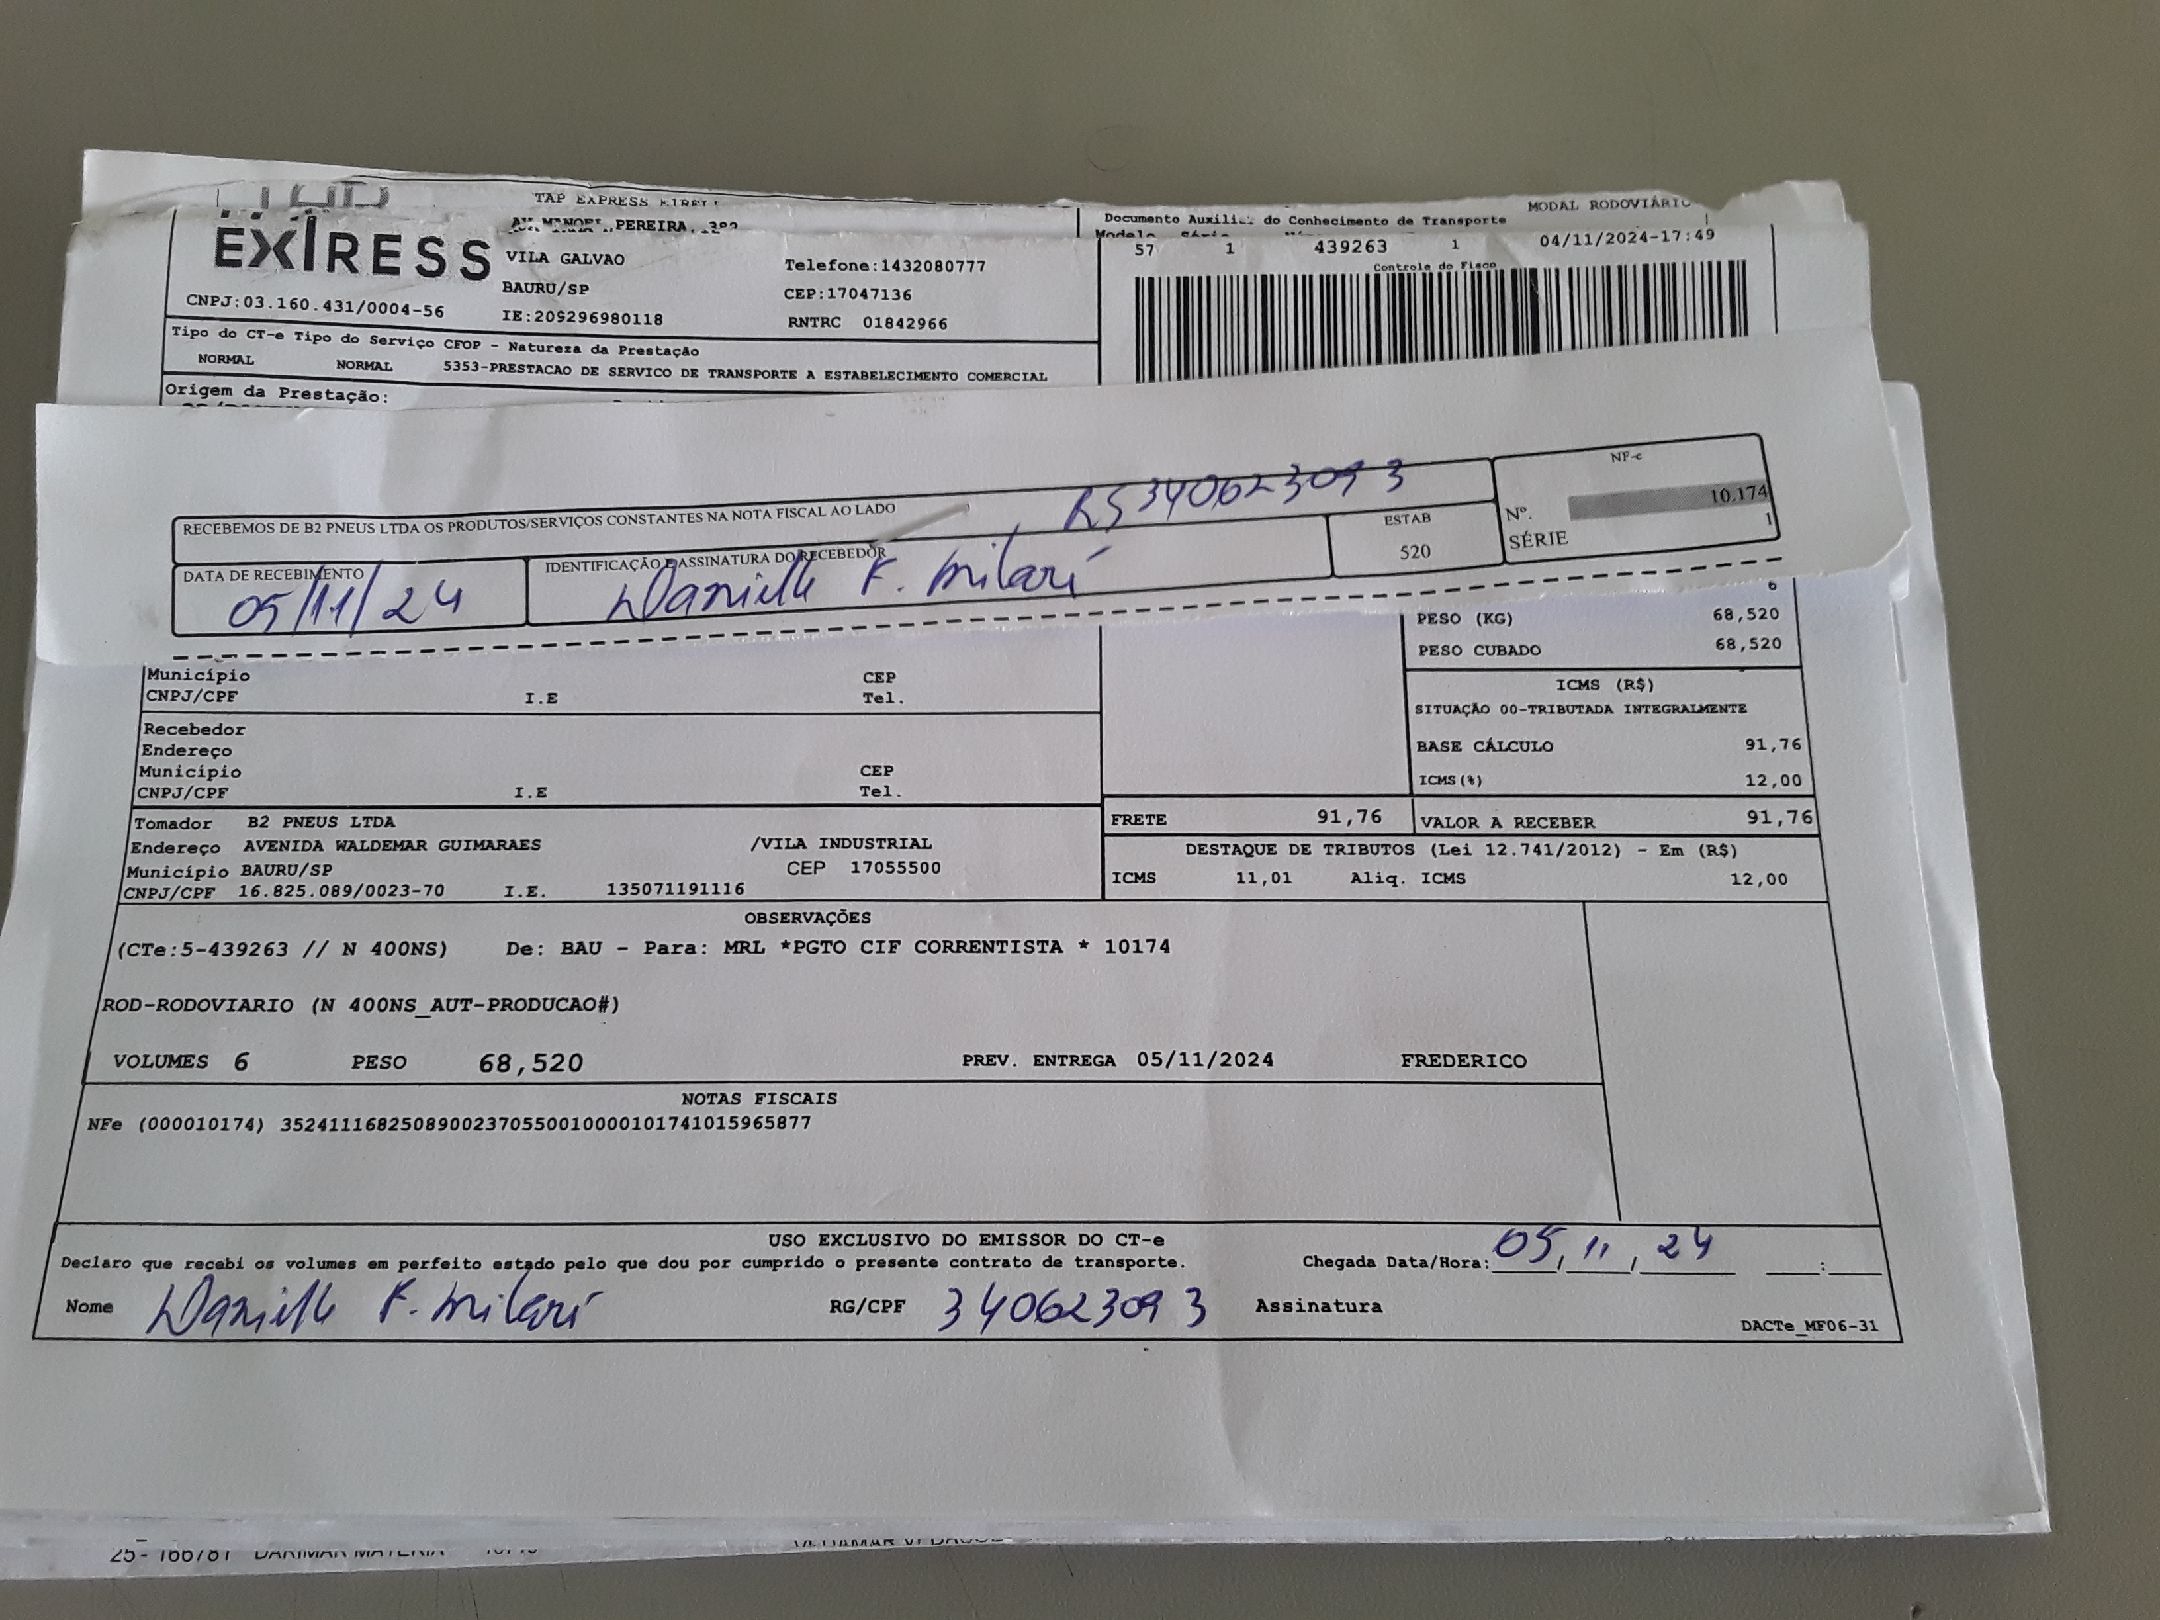 TAP EXPRESS EIRELI
MODAL RODOVIÁRIO
EXPRESS
PEREIRA,
Documento Auxiliar do Conhecimento de Transporte
VILA GALVAO
Telefone:1432080777
57 1 439263 1 04/11/2024-17:49
Controle do Fisco
BAURU/SP
CEP:17047136
CNPJ:03.160.431/0004-56
IE:209296980118
RNTRC 01842966
Tipo do CT-e Tipo do Serviço CFOP - Natureza da Prestação
NORMAL NORMAL 5353-PRESTACAO DE SERVICO DE TRANSPORTE A ESTABELECIMENTO COMERCIAL
Origem da Prestação:
RECEBEMOS DE B2 PNEUS LTDA OS PRODUTOS/SERVIÇOS CONSTANTES NA NOTA FISCAL AO LADO
340623093
NF-e
Nº. 10.174
SÉRIE 1
DATA DE RECEBIMENTO
05/11/24
IDENTIFICAÇÃO E ASSINATURA DO RECEBEDOR
Danielle F. Milari
ESTAB
520
6
PESO (KG) 68,520
PESO CUBADO 68,520
Município CEP
CNPJ/CPF I.E Tel.
ICMS (R$)
SITUAÇÃO 00-TRIBUTADA INTEGRALMENTE
Recebedor
Endereço
BASE CÁLCULO 91,76
Município CEP
ICMS(%) 12,00
CNPJ/CPF I.E Tel.
Tomador B2 PNEUS LTDA
FRETE 91,76 VALOR A RECEBER 91,76
Endereço AVENIDA WALDEMAR GUIMARAES /VILA INDUSTRIAL
DESTAQUE DE TRIBUTOS (Lei 12.741/2012) - Em (R$)
Município BAURU/SP CEP 17055500
ICMS 11,01 Aliq. ICMS 12,00
CNPJ/CPF 16.825.089/0023-70 I.E. 135071191116
OBSERVAÇÕES
(CTe:5-439263 // N 400NS) De: BAU - Para: MRL *PGTO CIF CORRENTISTA * 10174
ROD-RODOVIARIO (N 400NS_AUT-PRODUCAO#)
VOLUMES 6 PESO 68,520 PREV. ENTREGA 05/11/2024 FREDERICO
NOTAS FISCAIS
NFe (000010174) 35241116825089002370550010000101741015965877
USO EXCLUSIVO DO EMISSOR DO CT-e
Declaro que recebi os volumes em perfeito estado pelo que dou por cumprido o presente contrato de transporte.
Chegada Data/Hora: 05/11/24 :
Nome Danielle F. Milari RG/CPF 340623093 Assinatura
DACTe_MF06-31